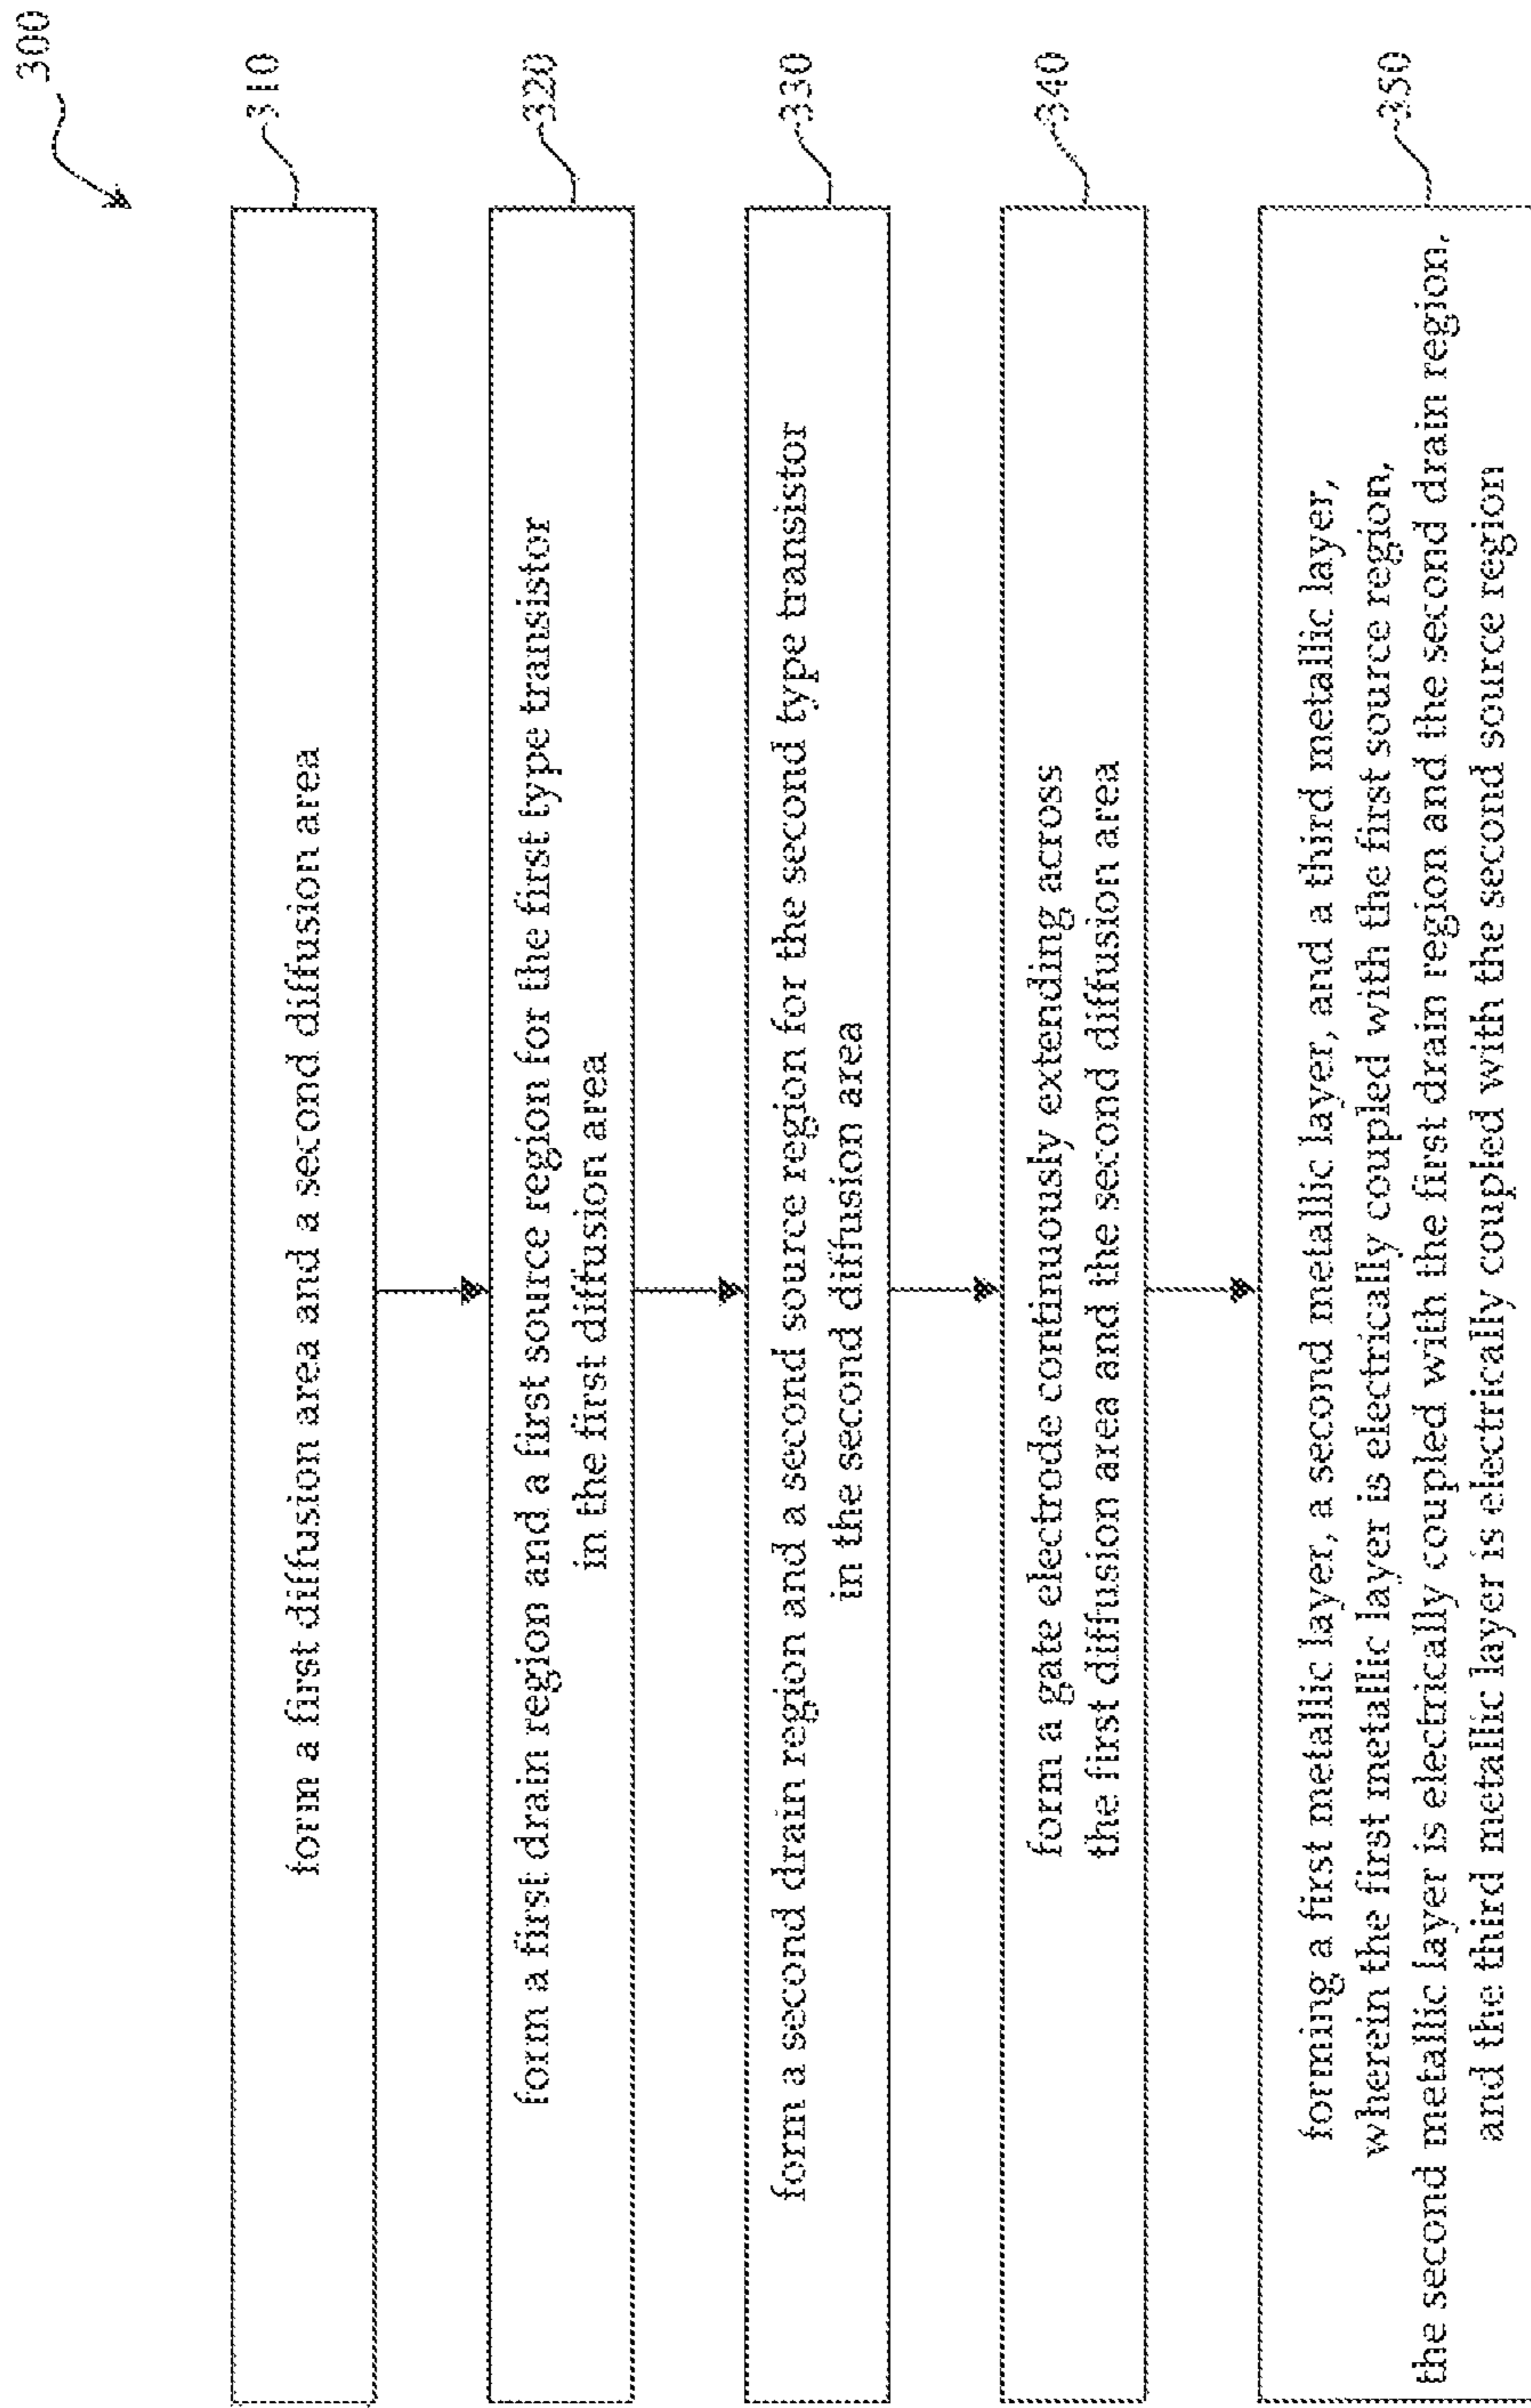 300
310
form a first diffusion area and a second diffusion area
320
form a first drain region and a first source region for the first type transistor
in the first diffusion area
330
form a second drain region and a second source region for the second type transistor
in the second diffusion area
340
form a gate electrode continuously extending across
the first diffusion area and the second diffusion area
350
forming a first metallic layer, a second metallic layer, and a third metallic layer,
wherein the first metallic layer is electrically coupled with the first source region,
the second metallic layer is electrically coupled with the first drain region and the second drain region,
and the third metallic layer is electrically coupled with the second source region